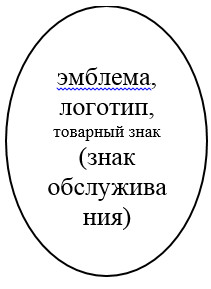 эмблема,
логотип,
товарный знак
(знак
обслужива
ния)